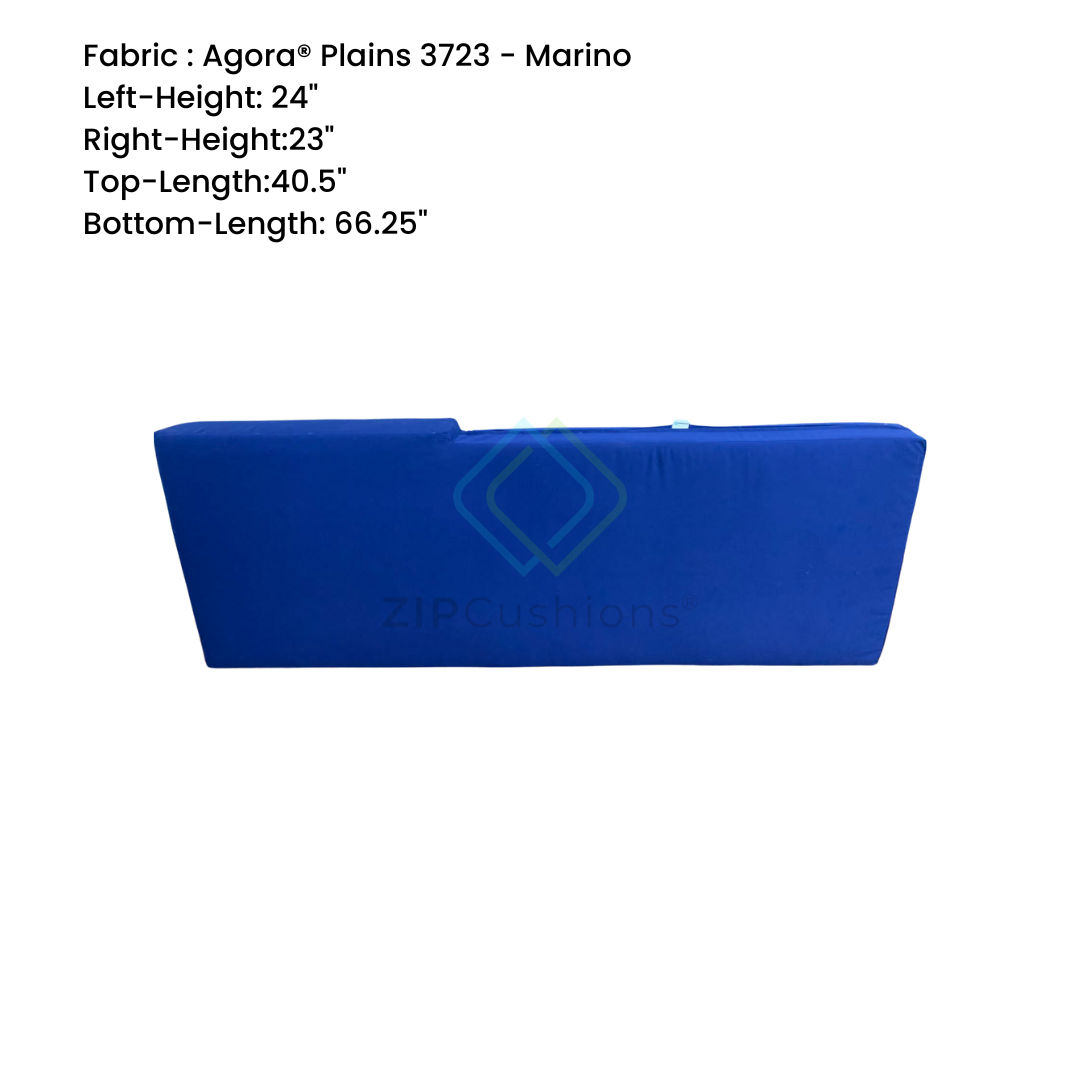 Fabric : Agora® Plains 3723 - Marino
Left-Height: 24"
Right-Height:23"
Top-Length:40.5"
Bottom-Length: 66.25"
ZIPCushions®